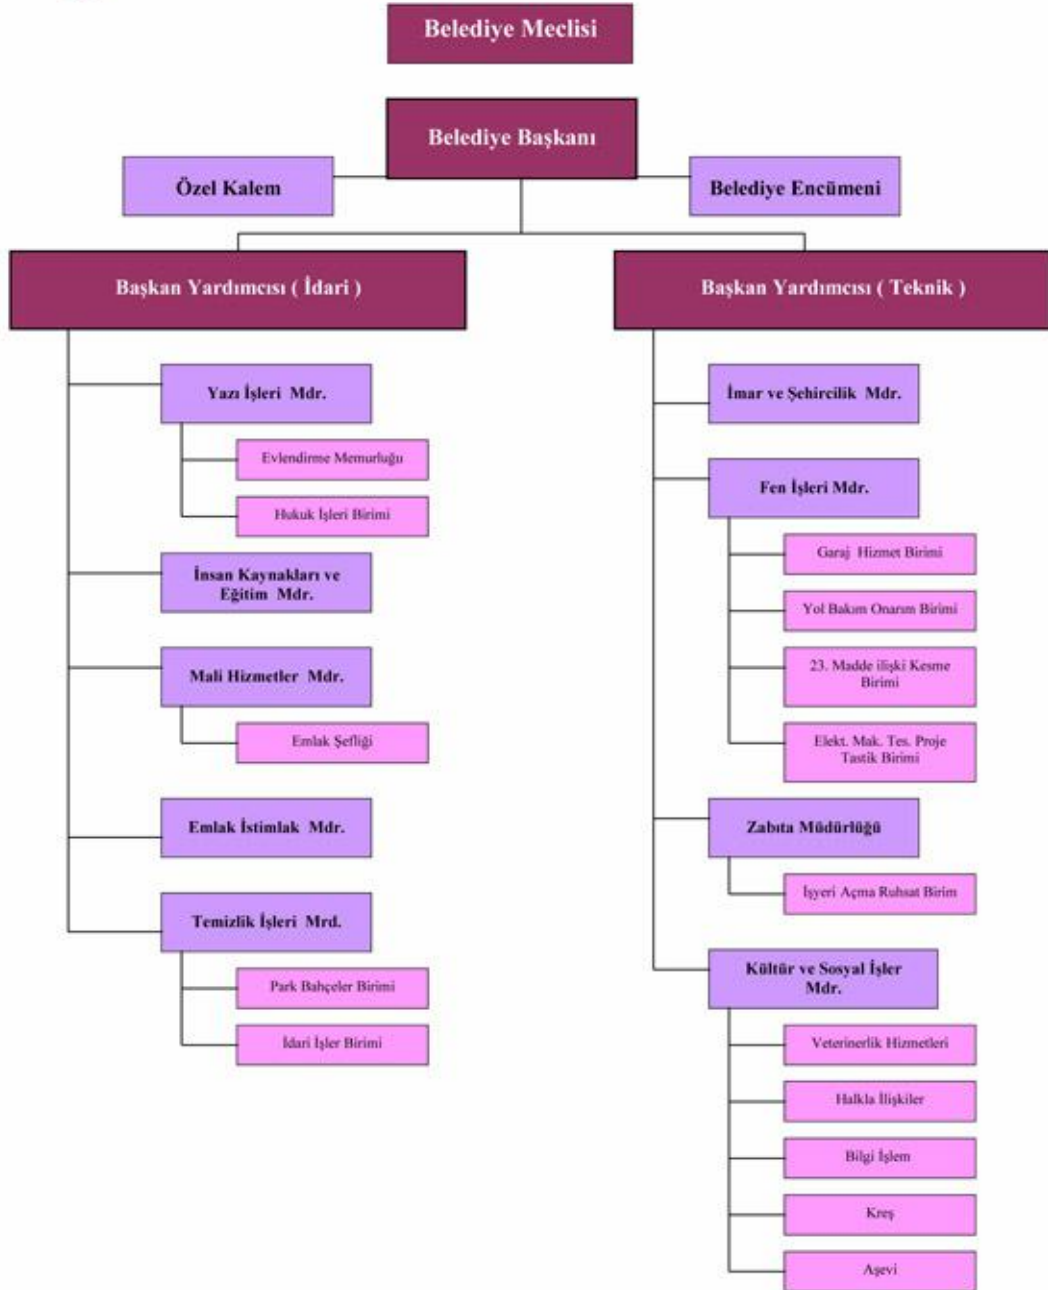 Belediye Meclisi
Belediye Başkanı
Özel Kalem
Belediye Encümeni
Başkan Yardımcısı ( İdari )
Yazı İşleri Mdr.
Evlendirme Memurluğu
Hukuk İşleri Birimi
İnsan Kaynakları ve
Eğitim Mdr.
Mali Hizmetler Mdr.
Emlak Şefliği
Emlak İstimlak Mdr.
Temizlik İşleri Mrd.
Park Bahçeler Birimi
İdari İşler Birimi
Başkan Yardımcısı ( Teknik )
İmar ve Şehircilik Mdr.
Fen İşleri Mdr.
Garaj Hizmet Birimi
Yol Bakım Onarım Birimi
23. Madde ilişki Kesme
Birimi
Elekt. Mak. Tes. Proje
Tastik Birimi
Zabıta Müdürlüğü
İşyeri Açma Ruhsat Birim
Kültür ve Sosyal İşler
Mdr.
Veterinerlik Hizmetleri
Halkla İlişkiler
Bilgi İşlem
Kreş
Aşevi